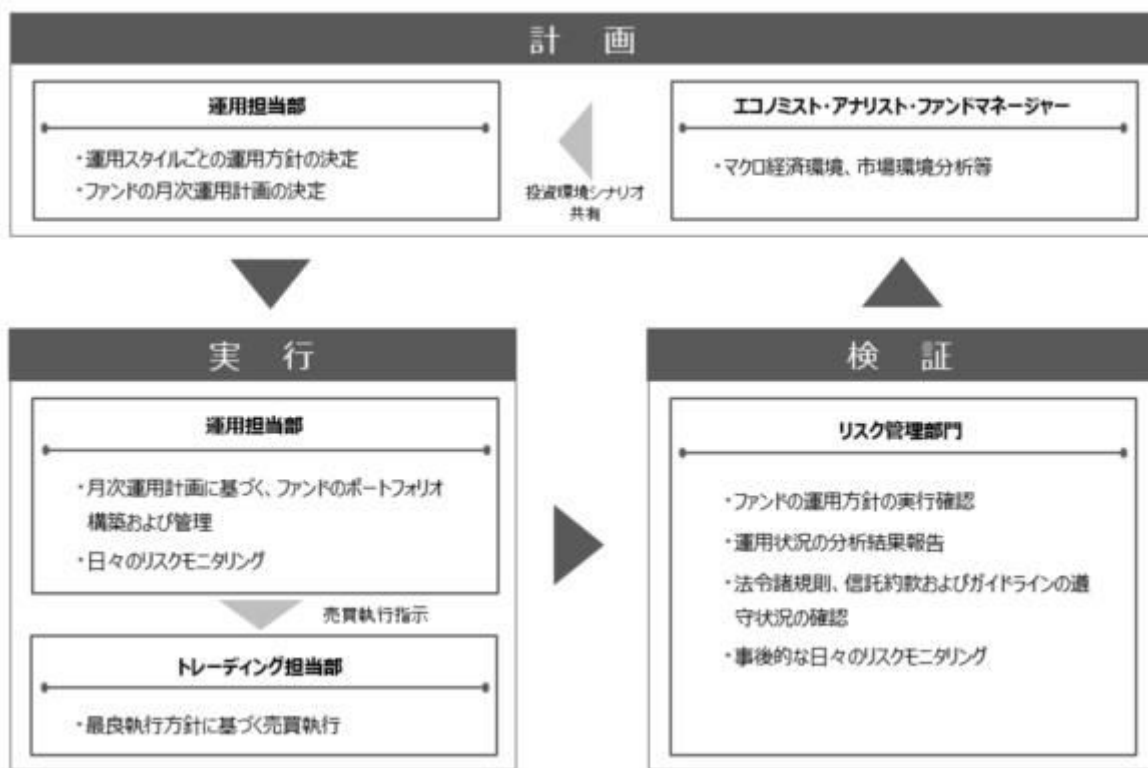 計 画
運用担当部
・運用スタイルごとの運用方針の決定
・ファンドの月次運用計画の決定
投資環境シナリオ
共有
エコノミスト・アナリスト・ファンドマネージャー
・マクロ経済環境、市場環境分析等
実 行
運用担当部
・月次運用計画に基づく、ファンドのポートフォリオ
構築および管理
・日々のリスクモニタリング
売買執行指示
トレーディング担当部
・最良執行方針に基づく売買執行
検 証
リスク管理部門
・ファンドの運用方針の実行確認
・運用状況の分析結果報告
・法令諸規則、信託約款およびガイドラインの遵
守状況の確認
・事後的な日々のリスクモニタリング